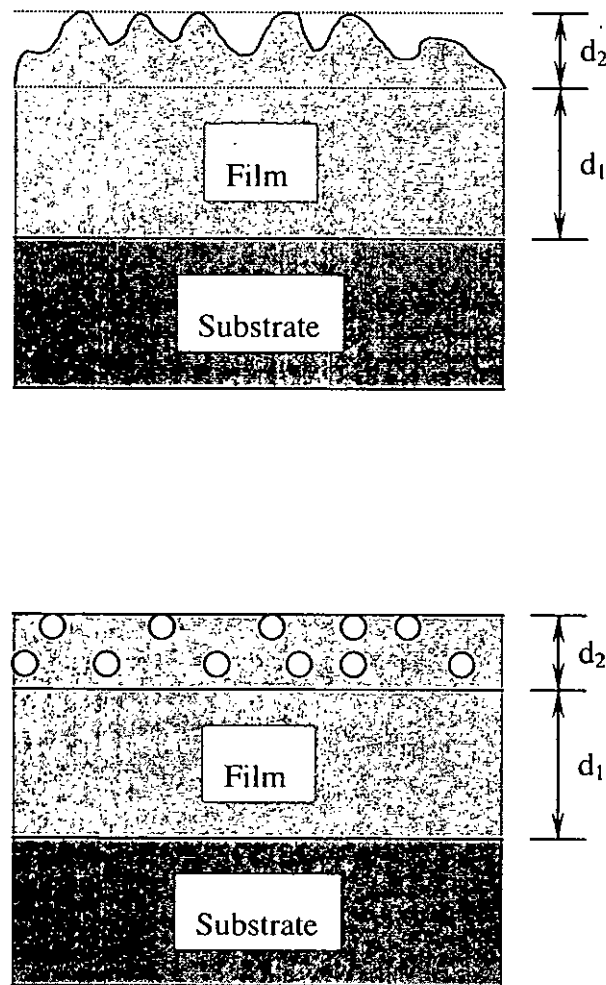 d₂
d₁
Film
Substrate
d₂
d₁
Film
Substrate